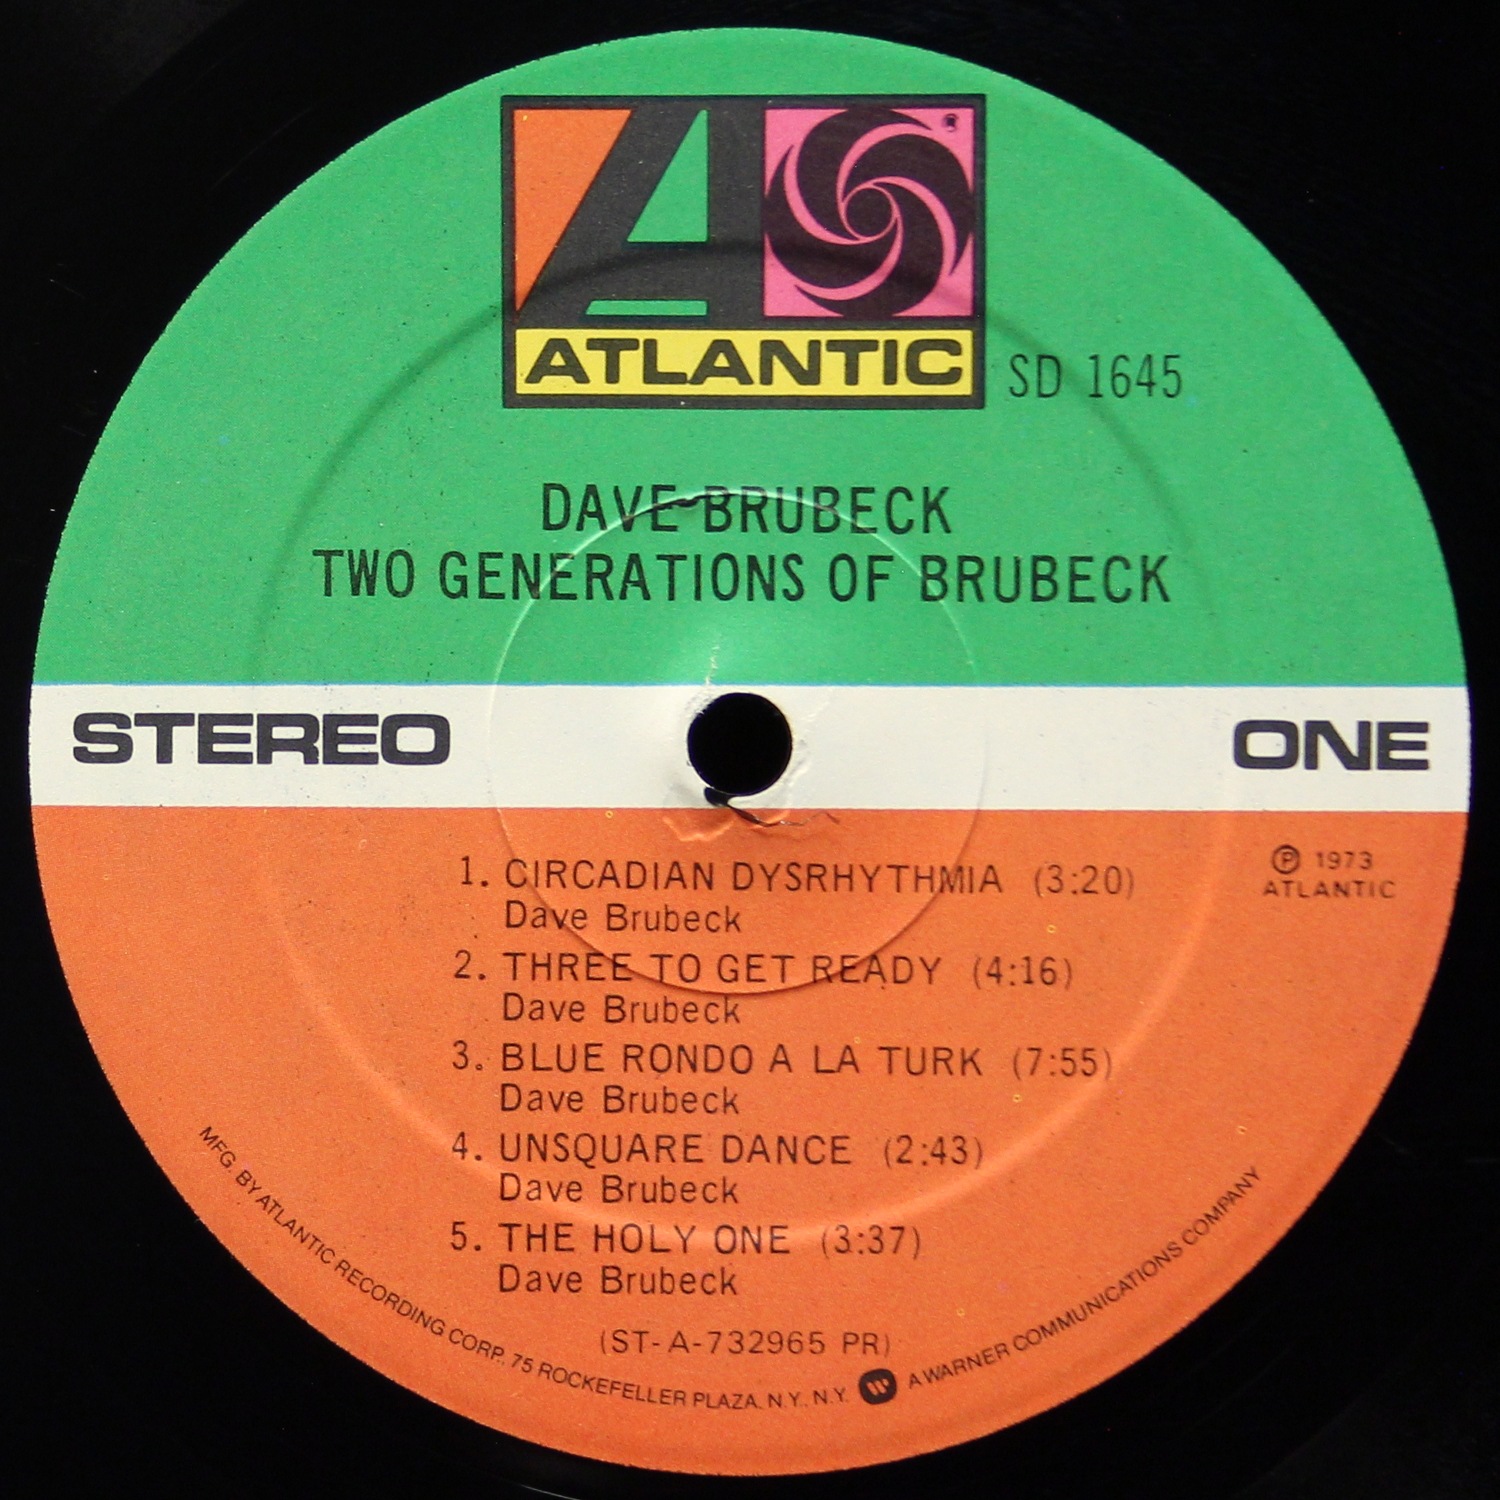 ATLANTIC
SD 1645
DAVE BRUBECK
TWO GENERATIONS OF BRUBECK
STEREO
ONE
℗ 1973
ATLANTIC
1. CIRCADIAN DYSRHYTHMIA (3:20)
Dave Brubeck
2. THREE TO GET READY (4:16)
Dave Brubeck
3. BLUE RONDO A LA TURK (7:55)
Dave Brubeck
4. UNSQUARE DANCE (2:43)
Dave Brubeck
5. THE HOLY ONE (3:37)
Dave Brubeck
(ST-A-732965 PR)
MFG. BY ATLANTIC RECORDING CORP., 75 ROCKEFELLER PLAZA, N.Y., N.Y. W A WARNER COMMUNICATIONS COMPANY